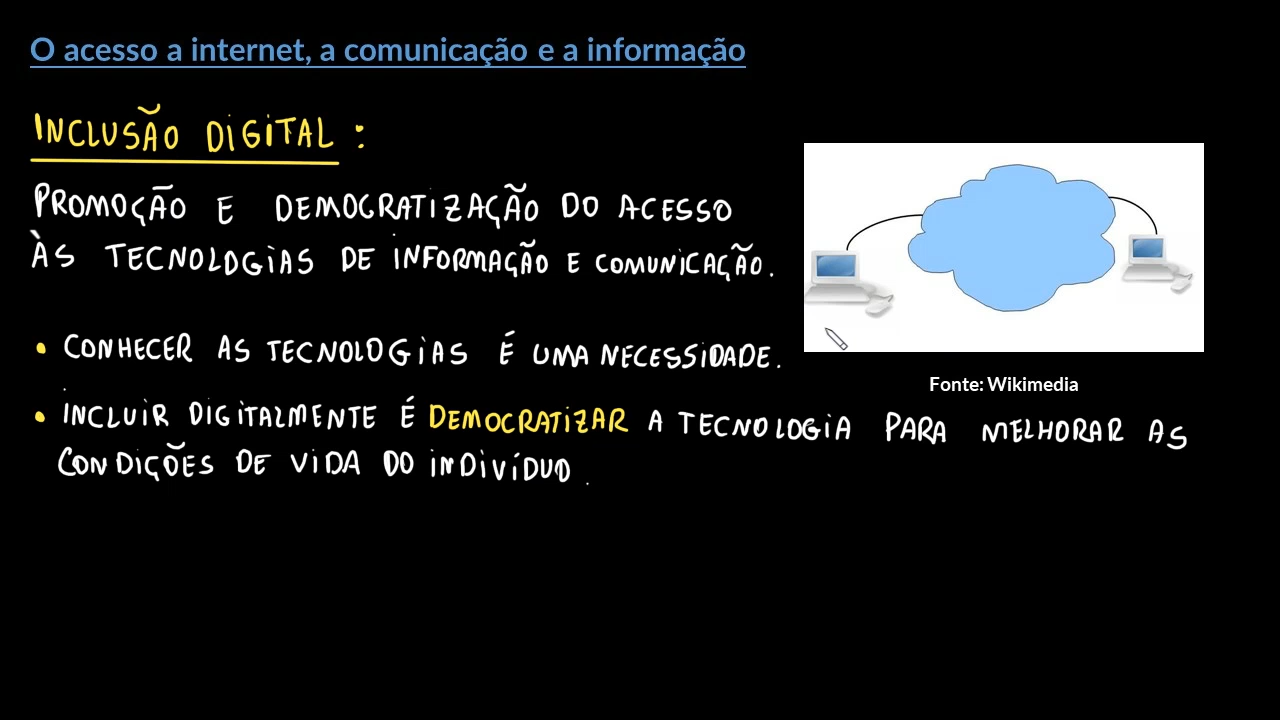 O acesso a internet, a comunicação e a informação
INCLUSÃO DIGITAL:
PROMOÇÃO E DEMOCRATIZAÇÃO DO ACESSO
ÀS TECNOLOGIAS DE INFORMAÇÃO E COMUNICAÇÃO.
• CONHECER AS TECNOLOGIAS É UMA NECESSIDADE.
Fonte: Wikimedia
• INCLUIR DIGITALMENTE É DEMOCRATIZAR A TECNOLOGIA PARA MELHORAR AS
CONDIÇÕES DE VIDA DO INDIVÍDUO.